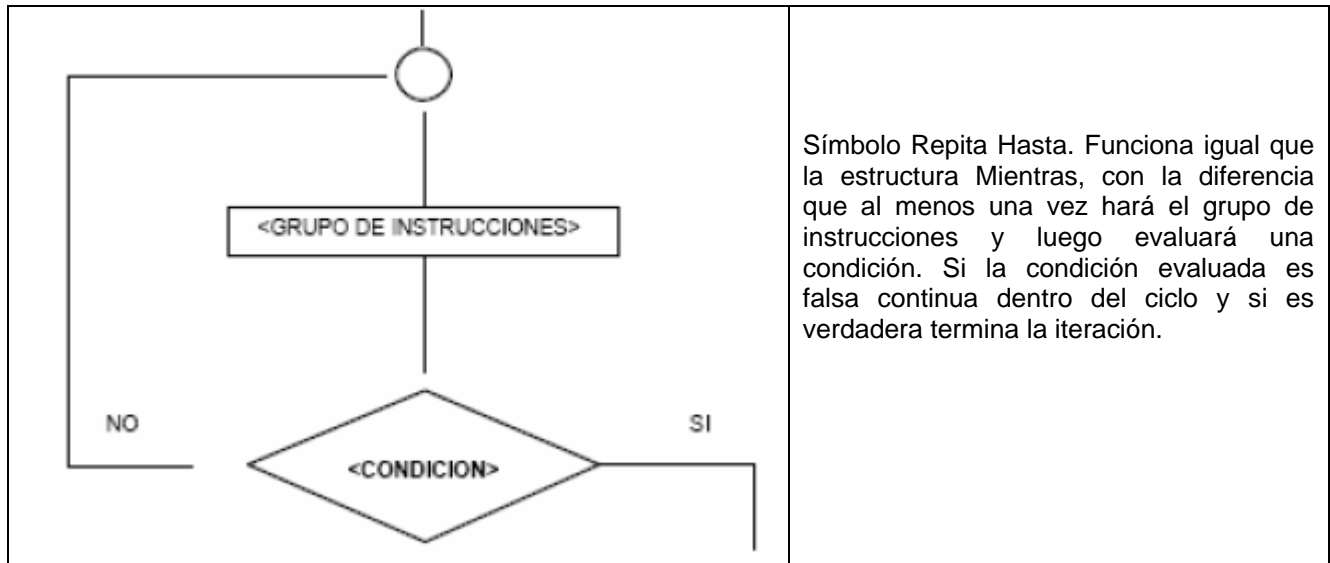 <GRUPO DE INSTRUCCIONES>
NO
SI
<CONDICION>
Símbolo Repita Hasta. Funciona igual que
la estructura Mientras, con la diferencia
que al menos una vez hará el grupo de
instrucciones y luego evaluará una
condición. Si la condición evaluada es
falsa continua dentro del ciclo y si es
verdadera termina la iteración.